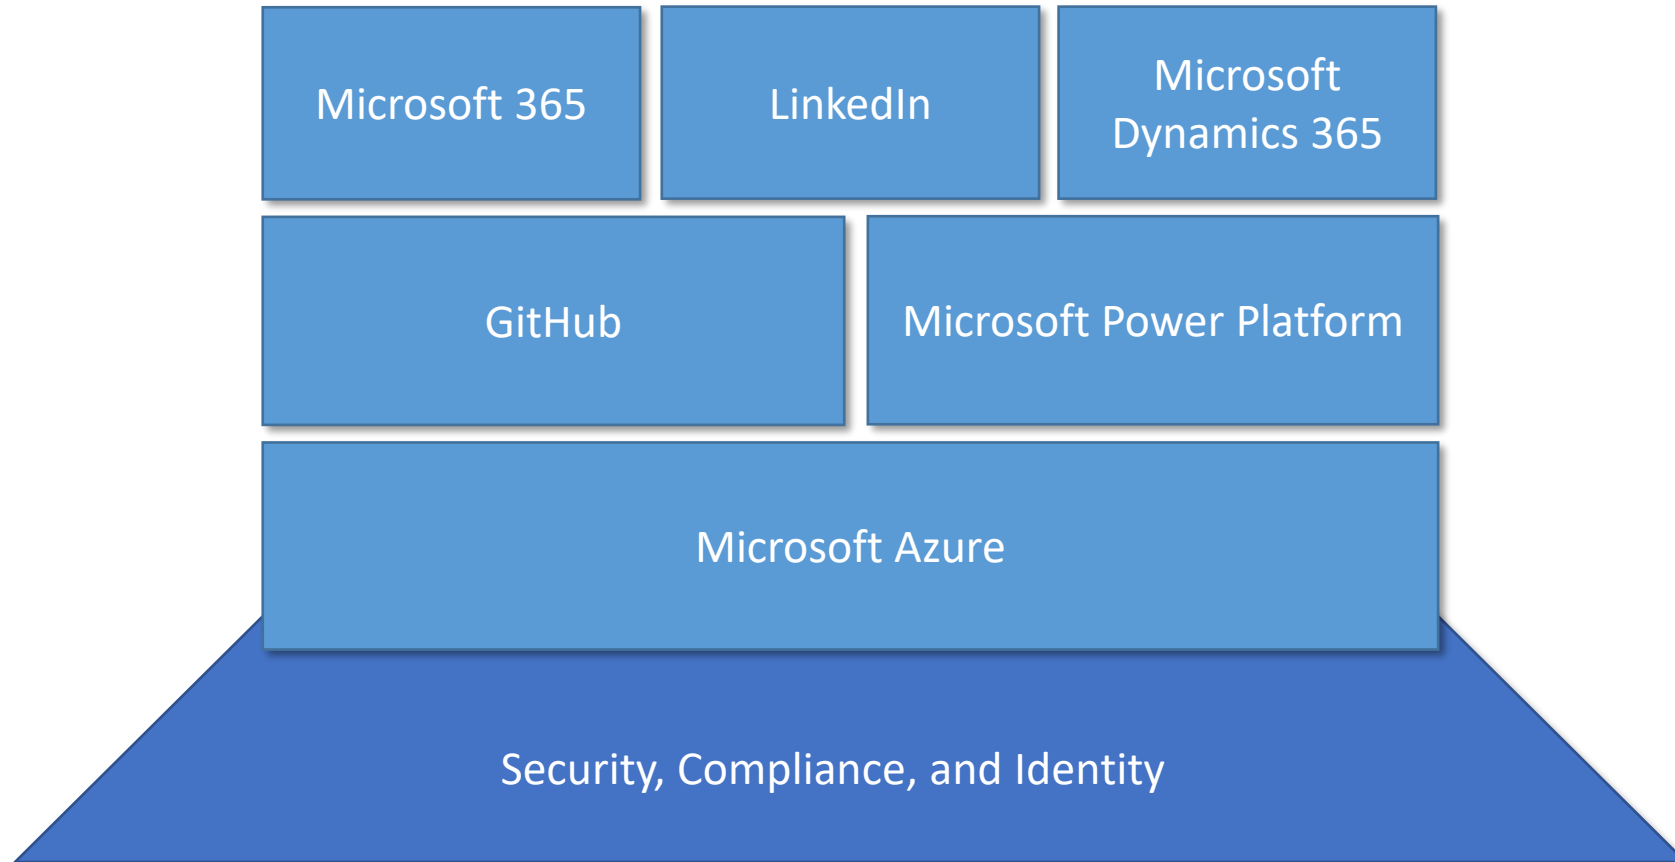 Microsoft 365
LinkedIn
Microsoft
Dynamics 365
GitHub
Microsoft Power Platform
Microsoft Azure
Security, Compliance, and Identity